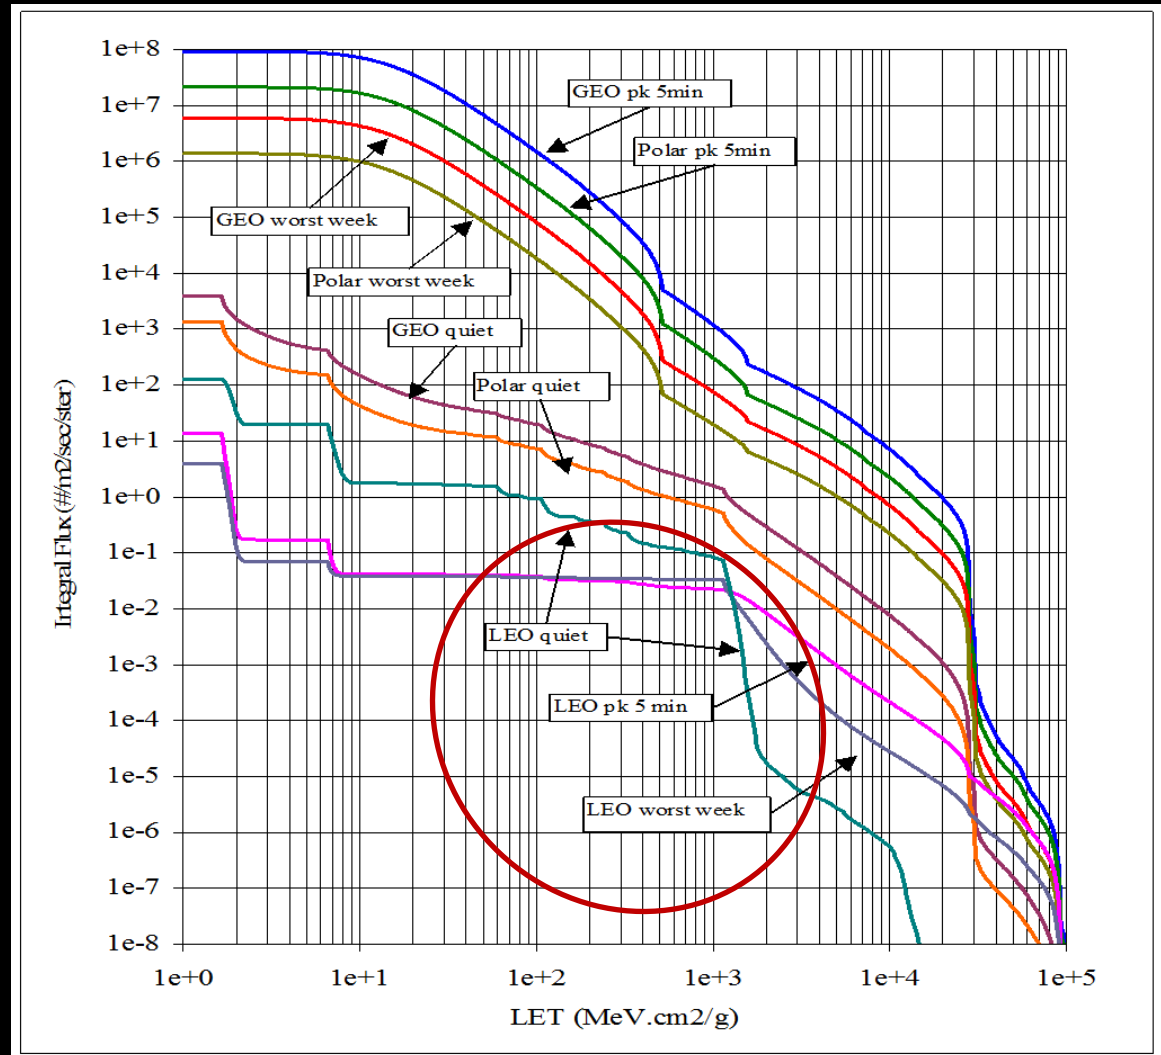 1e+8
1e+7
1e+6
1e+5
1e+4
1e+3
1e+2
1e+1
1e+0
1e-1
1e-2
1e-3
1e-4
1e-5
1e-6
1e-7
1e-8
Integal Flux (#/m2/sec/ster)
GEO pk 5min
Polar pk 5min
GEO worst week
Polar worst week
GEO quiet
Polar quiet
LEO quiet
LEO pk 5 min
LEO worst week
1e+0
1e+1
1e+2
1e+3
1e+4
1e+5
LET (MeV.cm2/g)